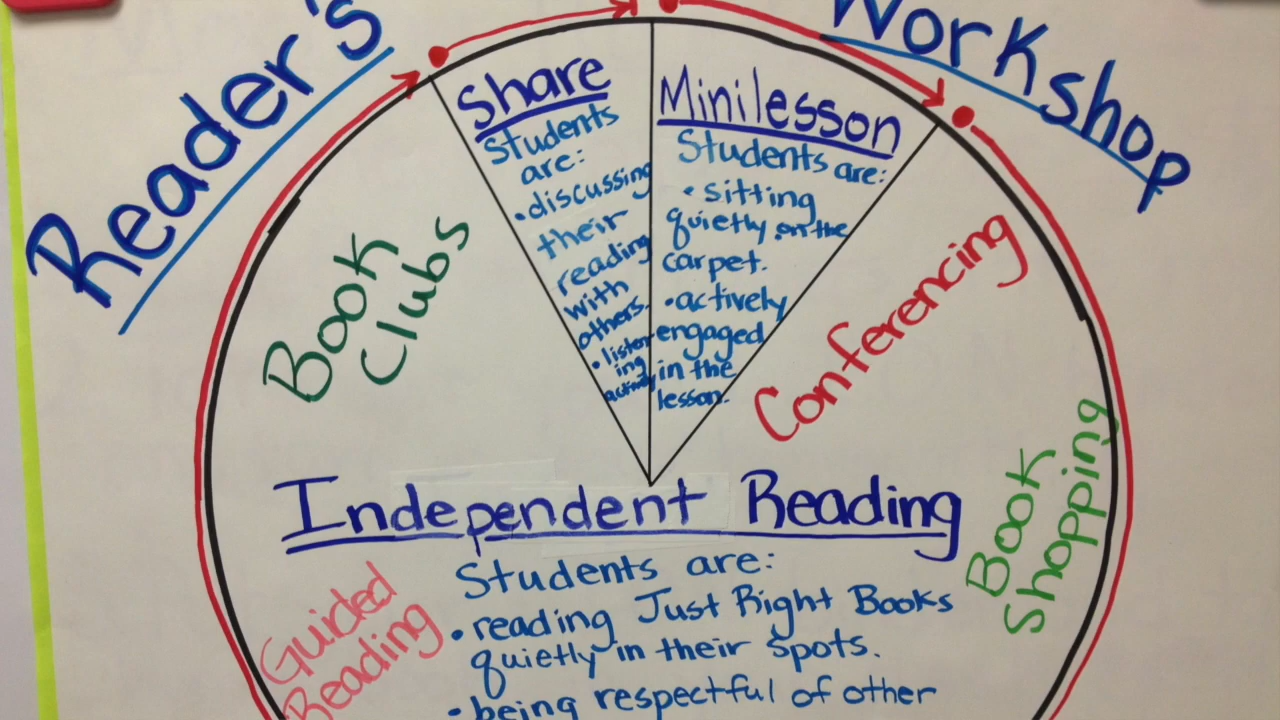 Reader's
Workshop
Share
Students
are:
• discussing
their
reading
with
others.
• listen-
ing
actively
Minilesson
Students are:
• sitting
quietly on the
carpet.
• actively
engaged
in the
lesson.
Book
Clubs
Conferencing
Book
Shopping
Independent Reading
Students are:
• reading Just Right Books
quietly in their spots.
• being respectful of other
Guided
Reading